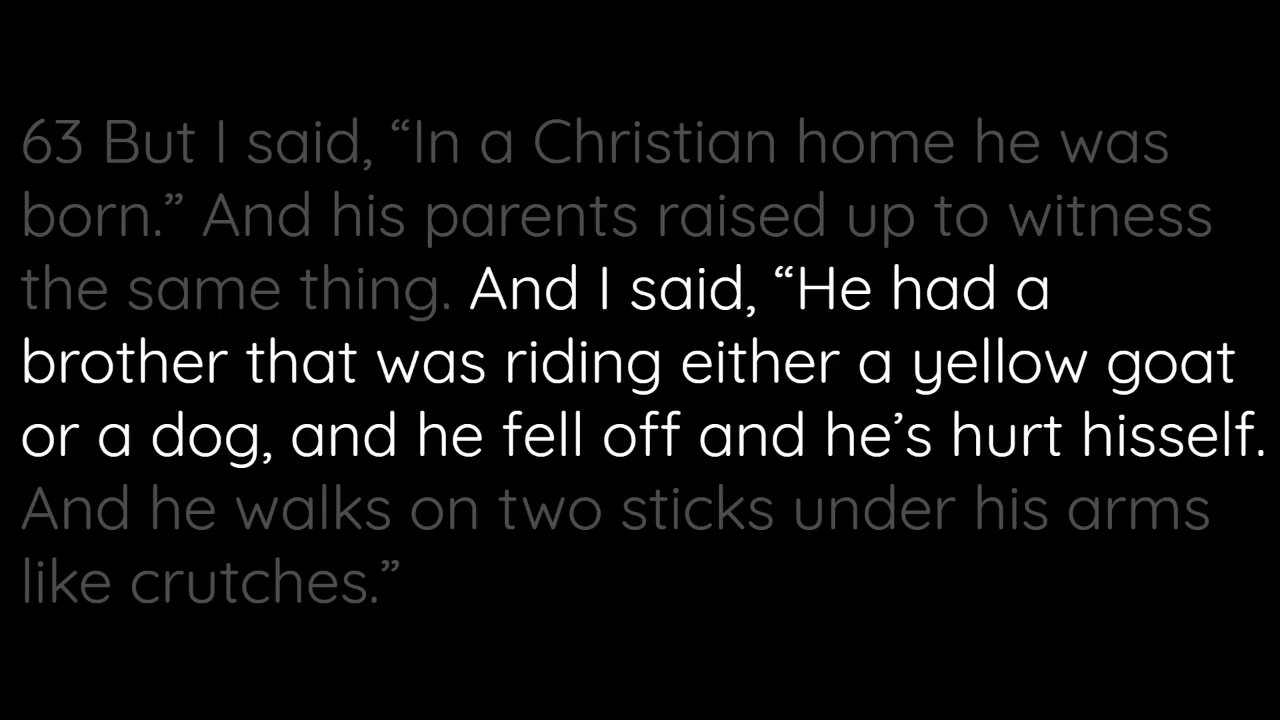 63 But I said, “In a Christian home he was
born.” And his parents raised up to witness
the same thing. And I said, “He had a
brother that was riding either a yellow goat
or a dog, and he fell off and he’s hurt hisself.
And he walks on two sticks under his arms
like crutches.”